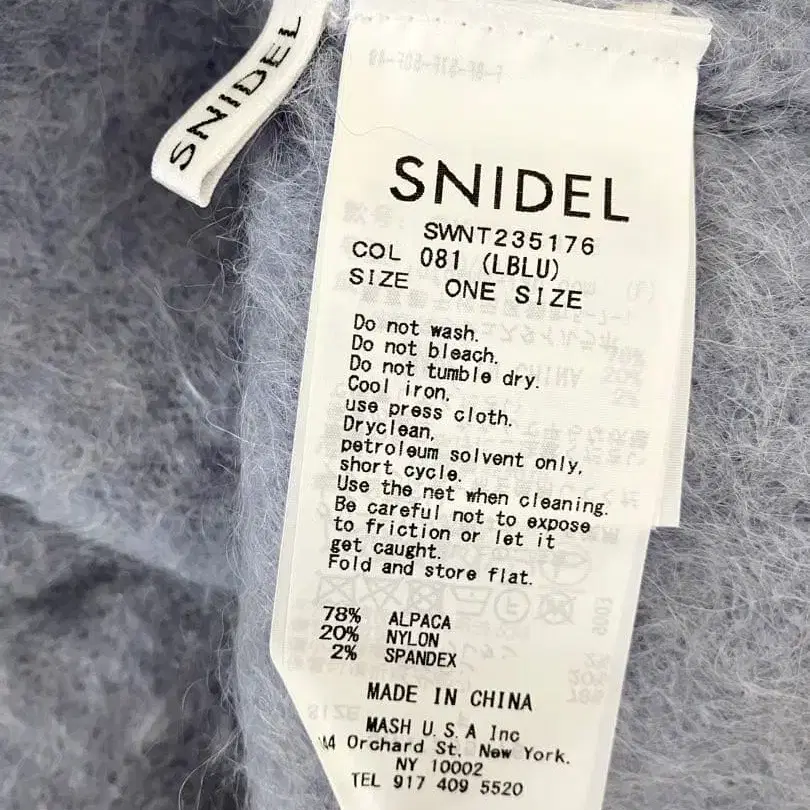 SNIDEL
SNIDEL
SWNT235176
COL 081 (LBLU)
SIZE ONE SIZE
Do not wash.
Do not bleach.
Do not tumble dry.
Cool iron,
use press cloth.
Dryclean,
petroleum solvent only,
short cycle.
Use the net when cleaning.
Be careful not to expose
to friction or let it
get caught.
Fold and store flat.
78% ALPACA
20% NYLON
2% SPANDEX
MADE IN CHINA
MASH U.S.A Inc
Orchard St. New York.
NY 10002
TEL 917 409 5520